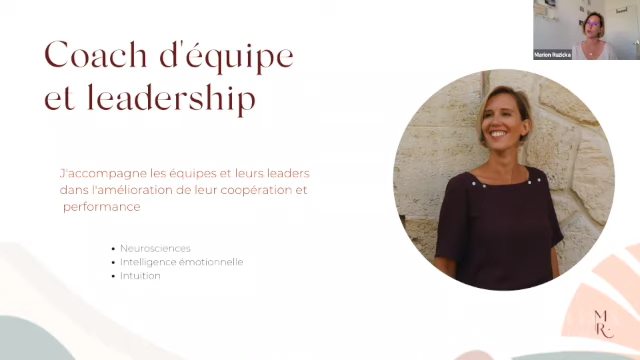 Coach d'équipe
et leadership
Marion Ruzicka
J'accompagne les équipes et leurs leaders
dans l'amélioration de leur coopération et
performance
Neurosciences
Intelligence émotionnelle
Intuition
M
R.